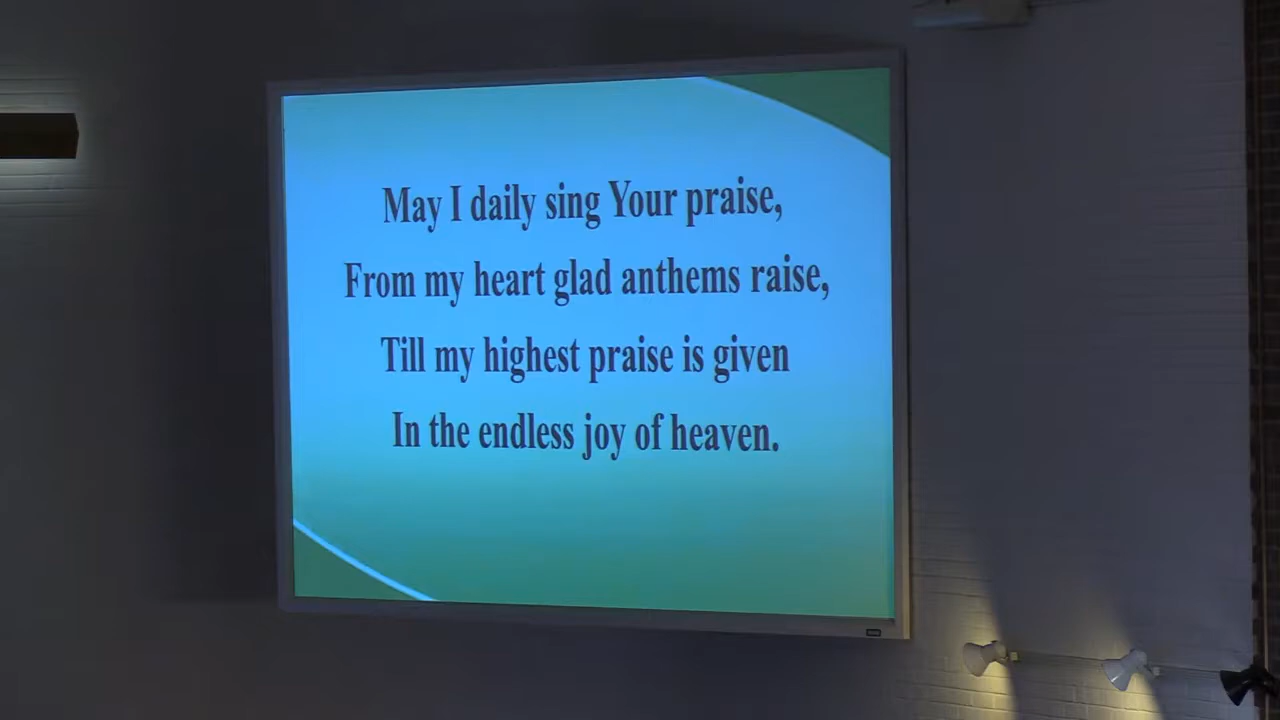 May I daily sing Your praise,
From my heart glad anthems raise,
Till my highest praise is given
In the endless joy of heaven.